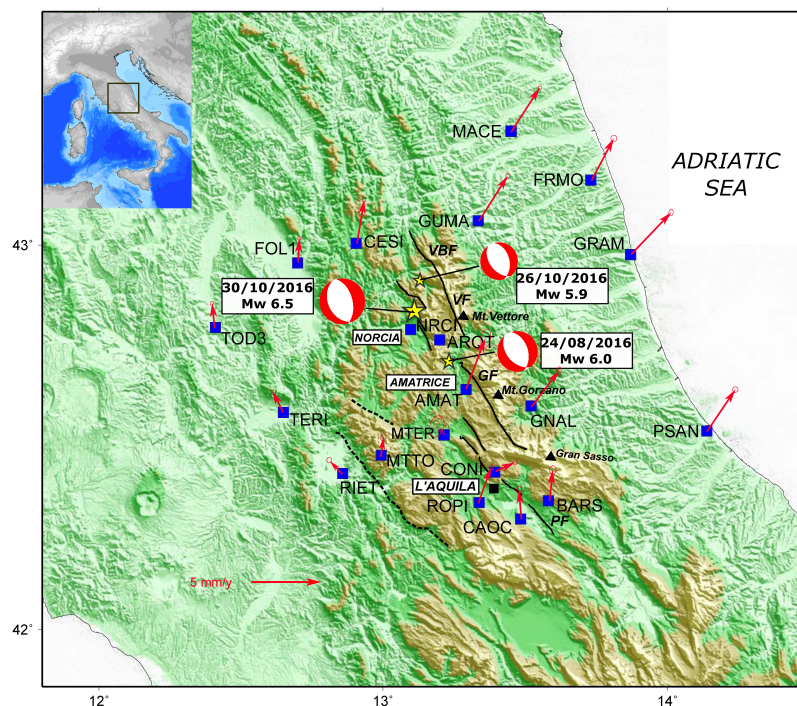 MACE
ADRIATIC
SEA
FRMO
GUMA
43°
FOL1
CESI
VBF
GRAM
30/10/2016
Mw 6.5
26/10/2016
Mw 5.9
VF
Mt.Vettore
TOD3
NORCIA
NRCI
ARQT
24/08/2016
Mw 6.0
AMATRICE
GF
AMAT
Mt.Gorzano
TERI
GNAL
MTER
PSAN
MTTO
CONI
Gran Sasso
RIET
L'AQUILA
ROPI
BARS
CAOC
PF
5 mm/y
42°
12°
13°
14°